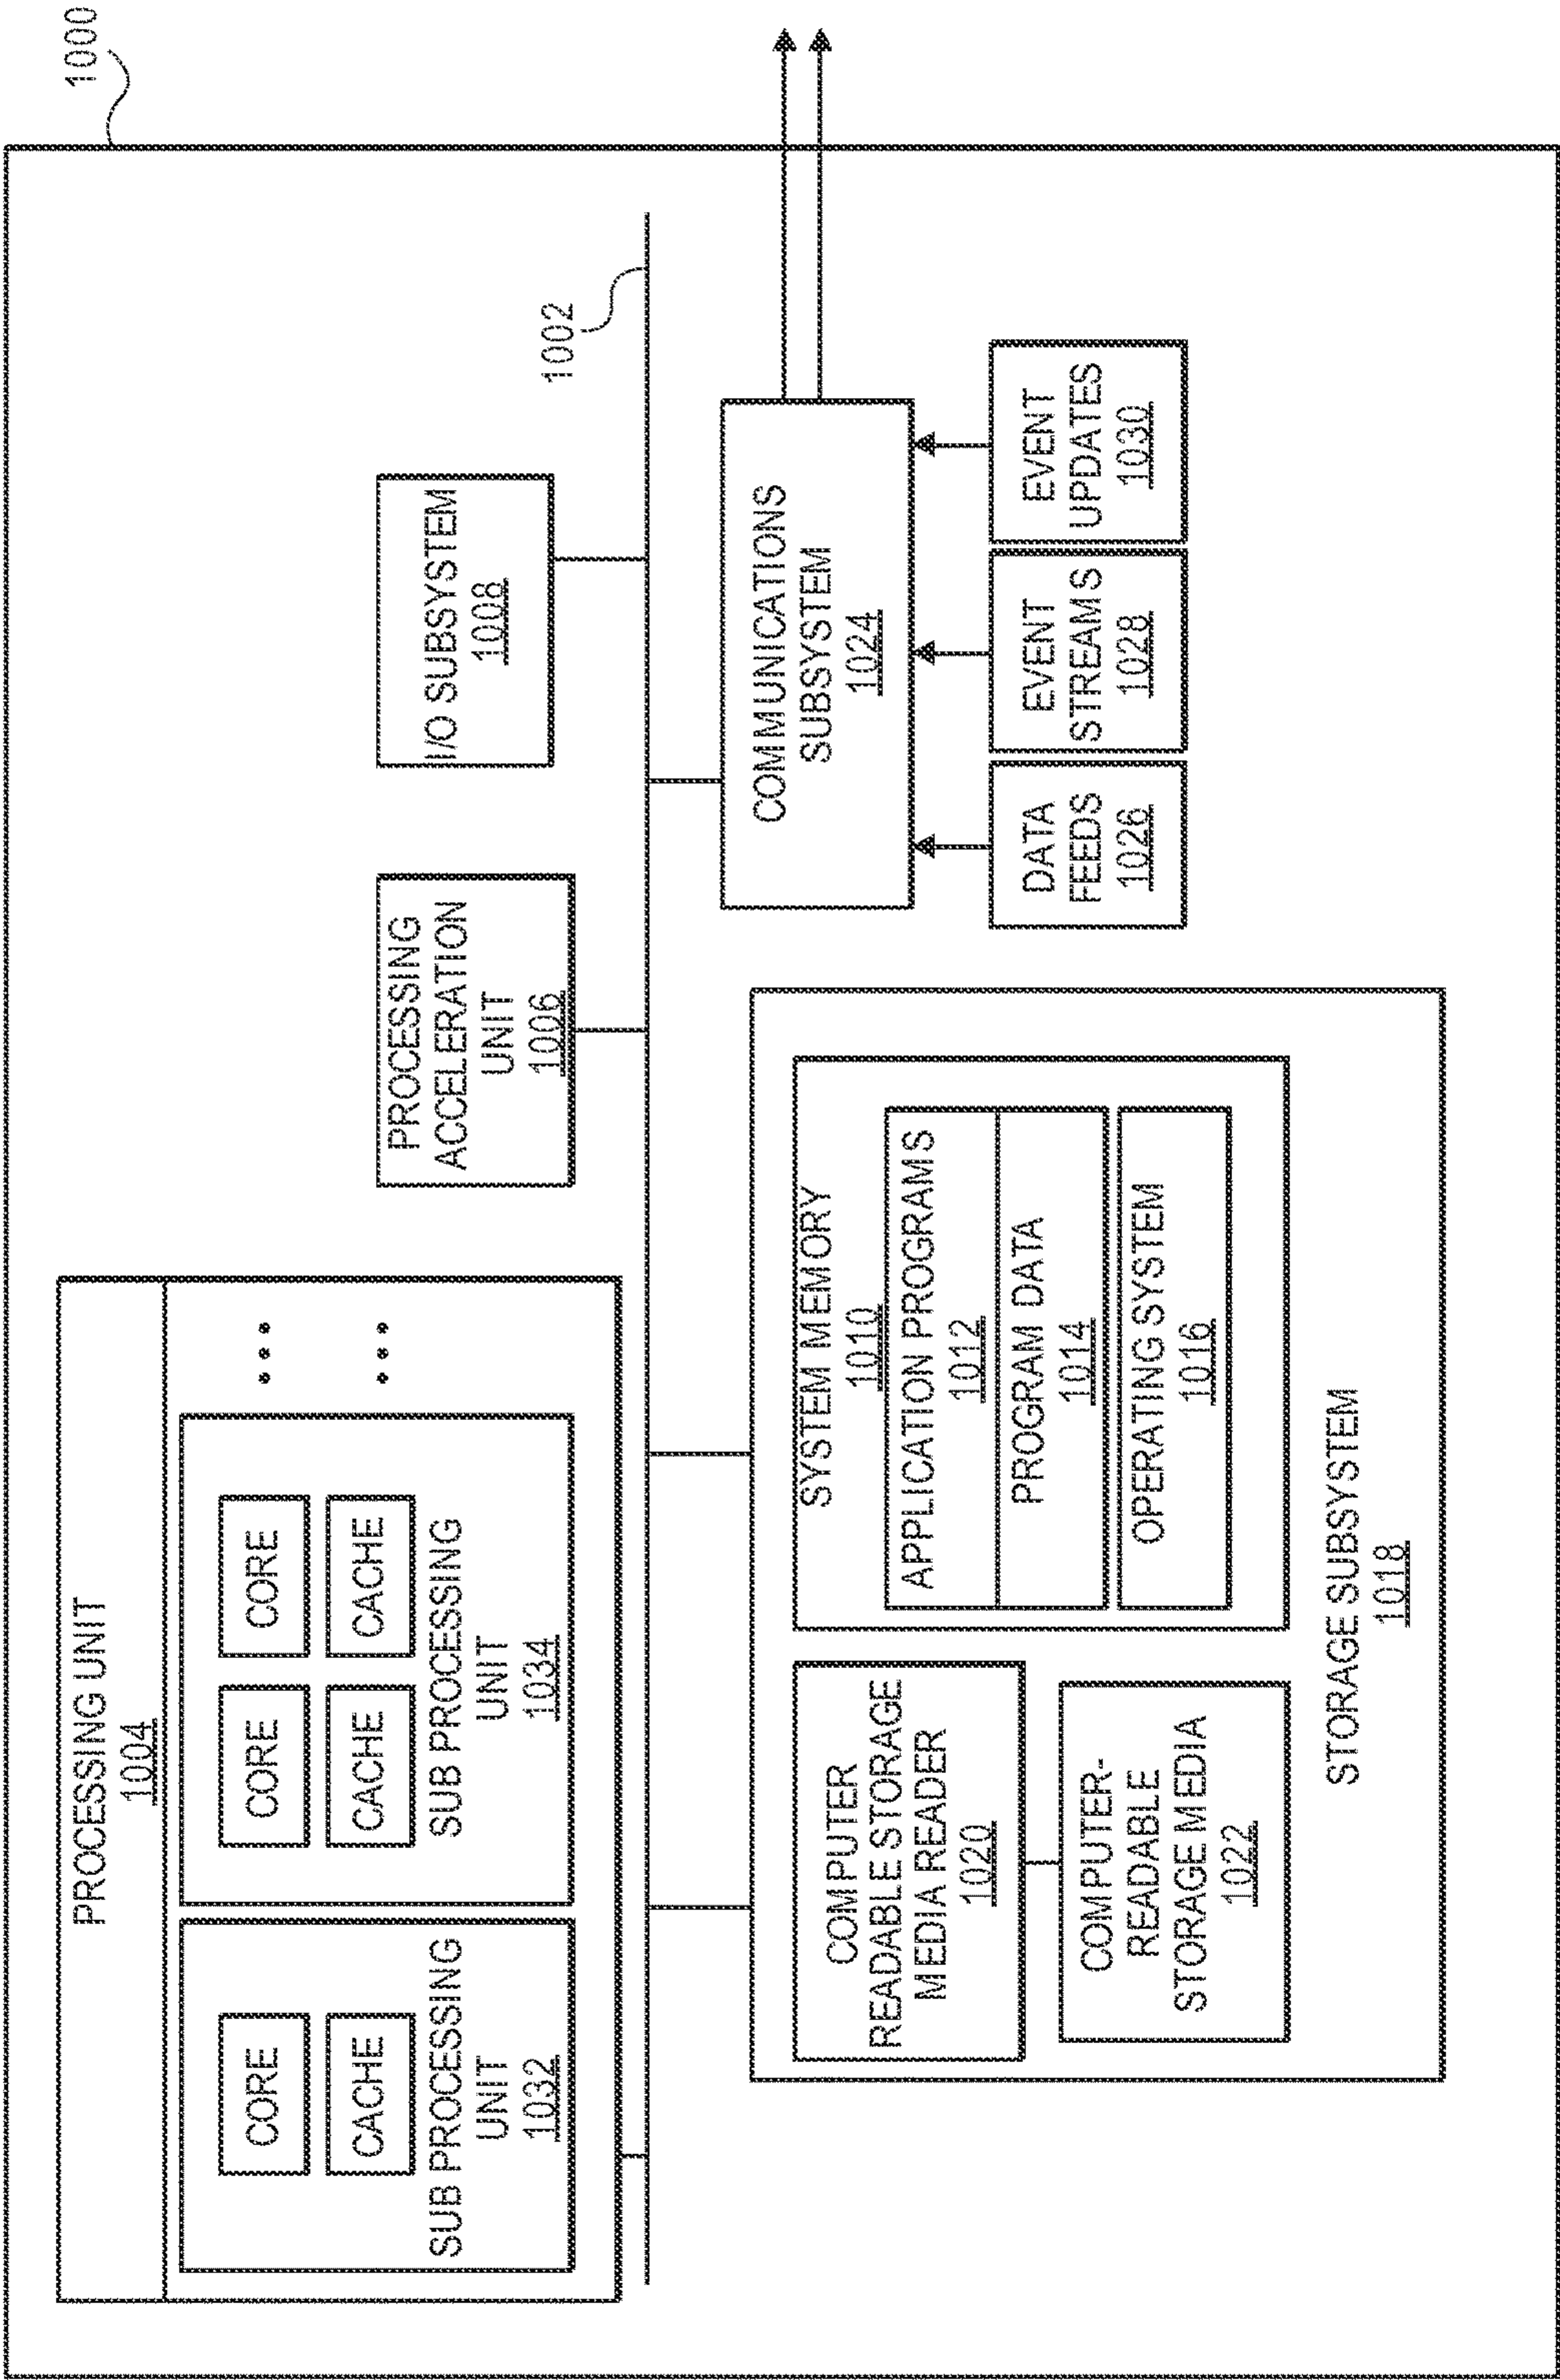 1000
PROCESSING UNIT
1004
CORE
CACHE
SUB PROCESSING
UNIT
1032
CORE
CORE
CACHE
CACHE
SUB PROCESSING
UNIT
1034
PROCESSING
ACCELERATION
UNIT
1006
I/O SUBSYSTEM
1008
1002
COMPUTER
READABLE STORAGE
MEDIA READER
1020
COMPUTER-
READABLE
STORAGE MEDIA
1022
SYSTEM MEMORY
1010
APPLICATION PROGRAMS
1012
PROGRAM DATA
1014
OPERATING SYSTEM
1016
STORAGE SUBSYSTEM
1018
COMMUNICATIONS
SUBSYSTEM
1024
DATA
FEEDS
1026
EVENT
STREAMS
1028
EVENT
UPDATES
1030